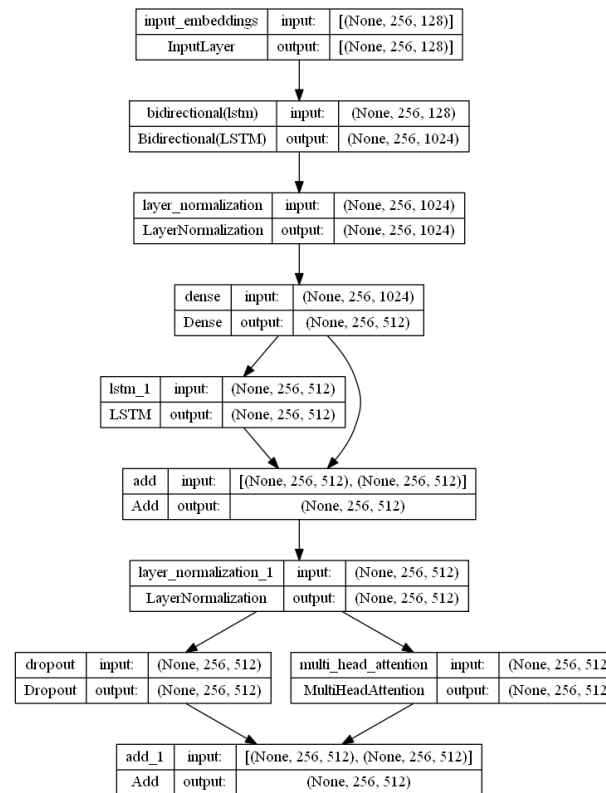 input_embeddings input: [(None, 256, 128)]
InputLayer output: [(None, 256, 128)]
bidirectional(lstm) input: (None, 256, 128)
Bidirectional(LSTM) output: (None, 256, 1024)
layer_normalization input: (None, 256, 1024)
LayerNormalization output: (None, 256, 1024)
dense input: (None, 256, 1024)
Dense output: (None, 256, 512)
lstm_1 input: (None, 256, 512)
LSTM output: (None, 256, 512)
add input: [(None, 256, 512), (None, 256, 512)]
Add output: (None, 256, 512)
layer_normalization_1 input: (None, 256, 512)
LayerNormalization output: (None, 256, 512)
dropout input: (None, 256, 512)
Dropout output: (None, 256, 512)
multi_head_attention input: (None, 256, 512
MultiHeadAttention output: (None, 256, 512
add_1 input: [(None, 256, 512), (None, 256, 512)]
Add output: (None, 256, 512)